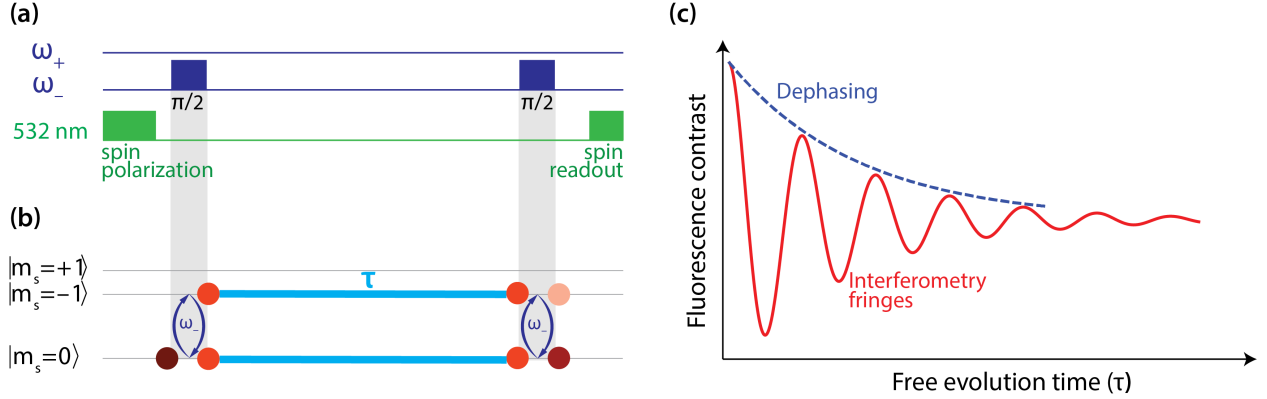 (a)
ω₊
ω₋
π/2
π/2
532 nm
spin
polarization
spin
readout
(b)
|mₛ=+1⟩
τ
|mₛ=−1⟩
ω₋
ω₋
|mₛ=0⟩
(c)
Fluorescence contrast
Dephasing
Interferometry
fringes
Free evolution time (τ)